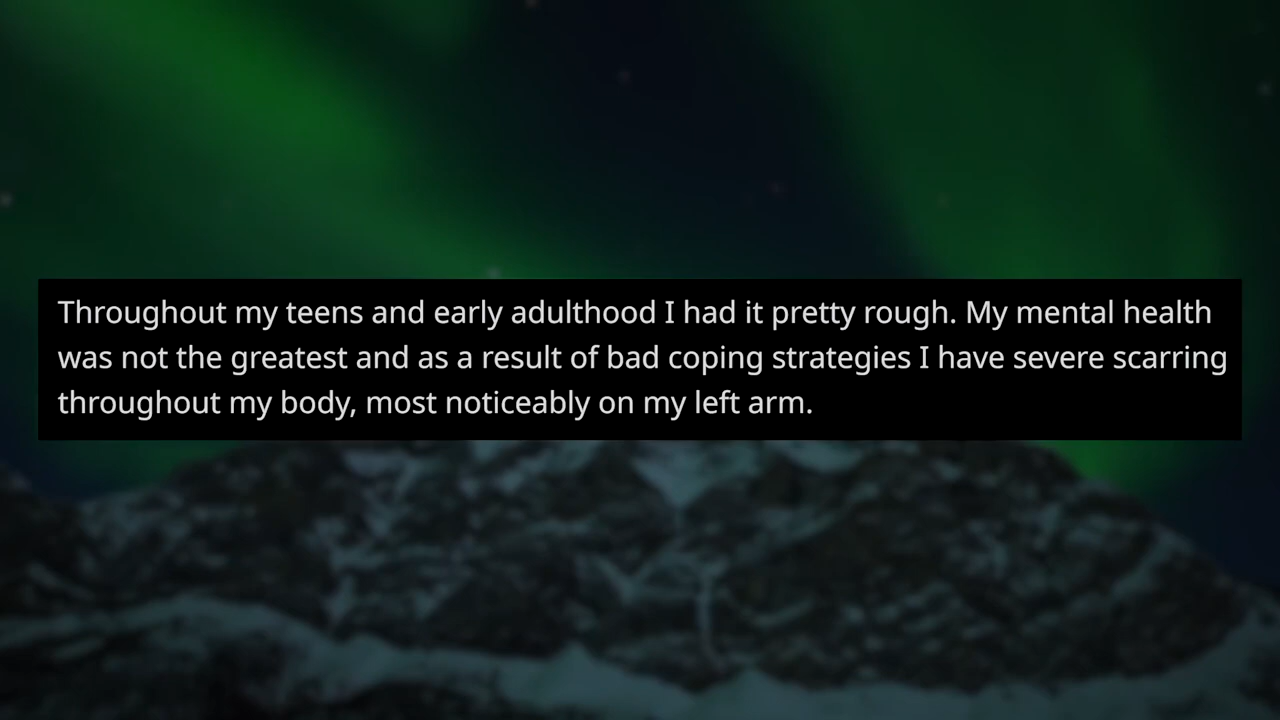 Throughout my teens and early adulthood I had it pretty rough. My mental health
was not the greatest and as a result of bad coping strategies I have severe scarring
throughout my body, most noticeably on my left arm.